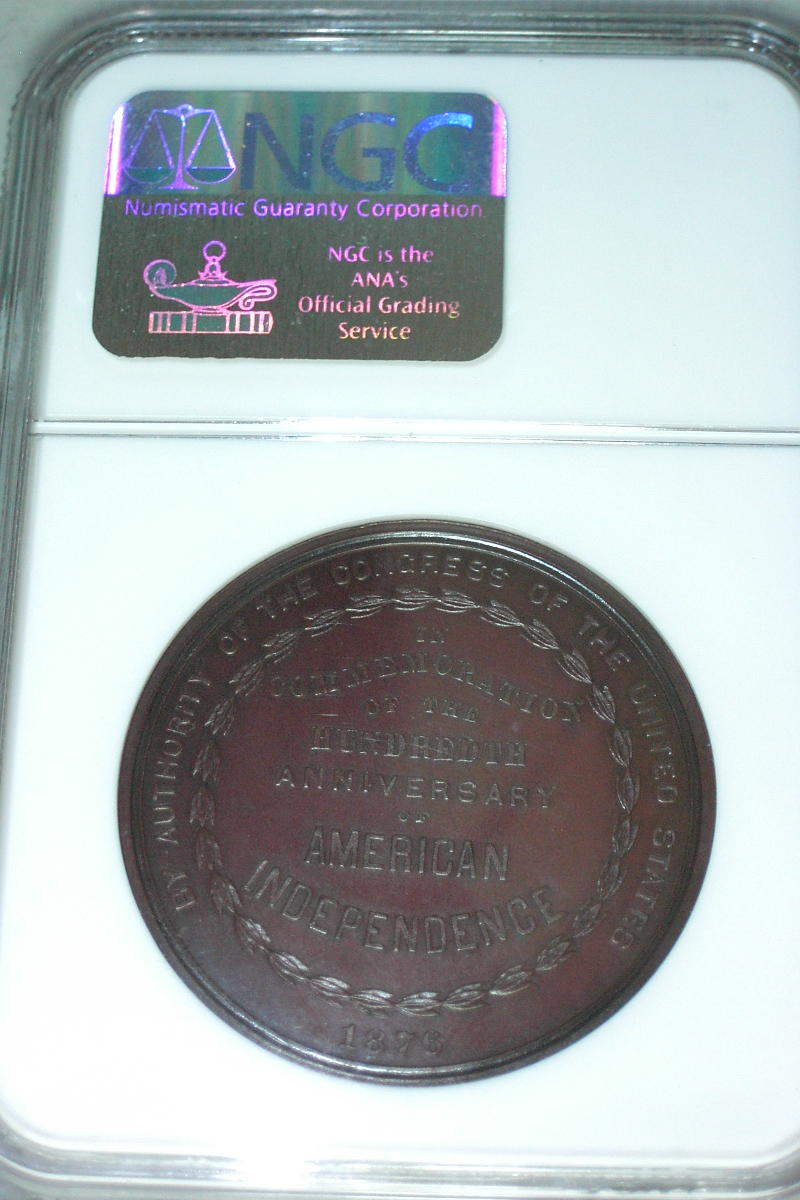 NGC
Numismatic Guaranty Corporation
NGC is the
ANA's
Official Grading
Service
BY AUTHORITY OF THE CONGRESS OF THE UNITED STATES
IN
COMMEMORATION
OF THE
HUNDREDTH
ANNIVERSARY
OF
AMERICAN
INDEPENDENCE
1876